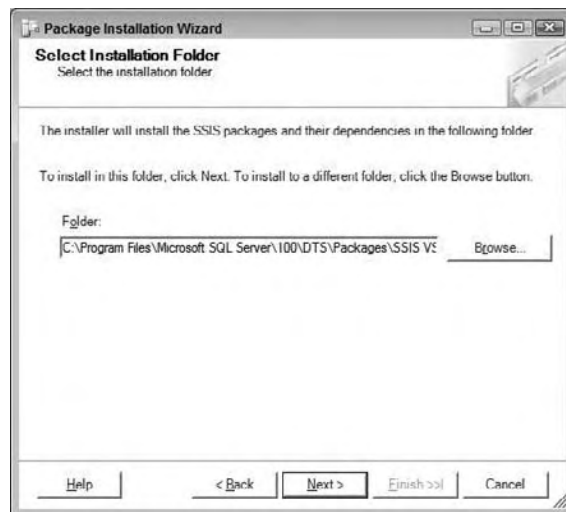 Package Installation Wizard
Select Installation Folder
Select the installation folder
The installer will install the SSIS packages and their dependencies in the following folder
To install in this folder, click Next. To install to a different folder, click the Browse button.
Folder:
C:\Program Files\Microsoft SQL Server\100\DTS\Packages\SSIS VS
Browse...
Help
< Back
Next >
Finish >>|
Cancel